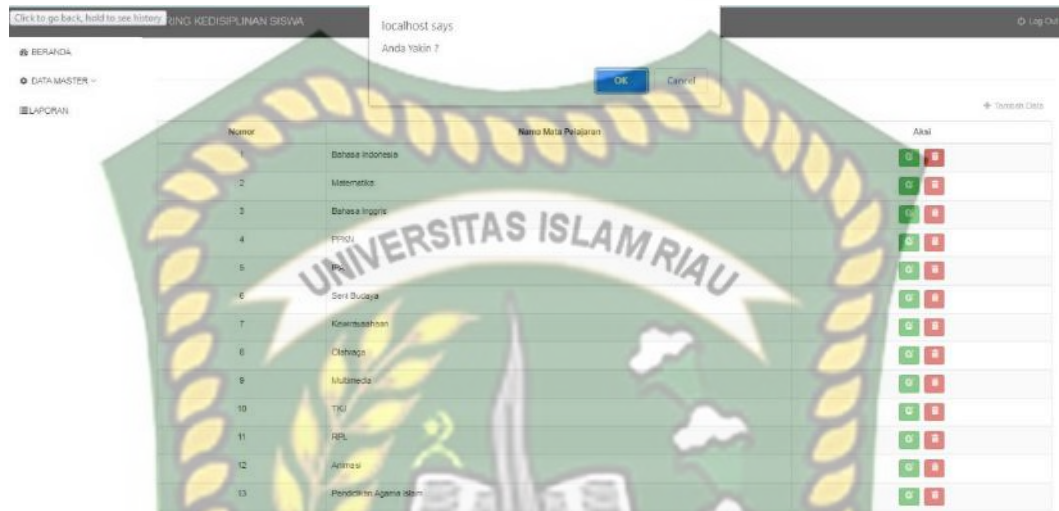 Click to go back, hold to see history
RING KEDISIPLINAN SISWA
Log Out
localhost says
Anda Yakin ?
OK
Cancel
BERANDA
DATA MASTER
LAPORAN
Tambah Data
Nomor
Nama Mata Pelajaran
Aksi
1 Bahasa Indonesia
2 Matematika
3 Bahasa Inggris
4 PPKN
5 IPA
6 Seni Budaya
7 Kewirausahaan
8 Olahraga
9 Multimedia
10 TKJ
11 RPL
12 Animasi
13 Pendidikan Agama Islam
UNIVERSITAS ISLAM RIAU